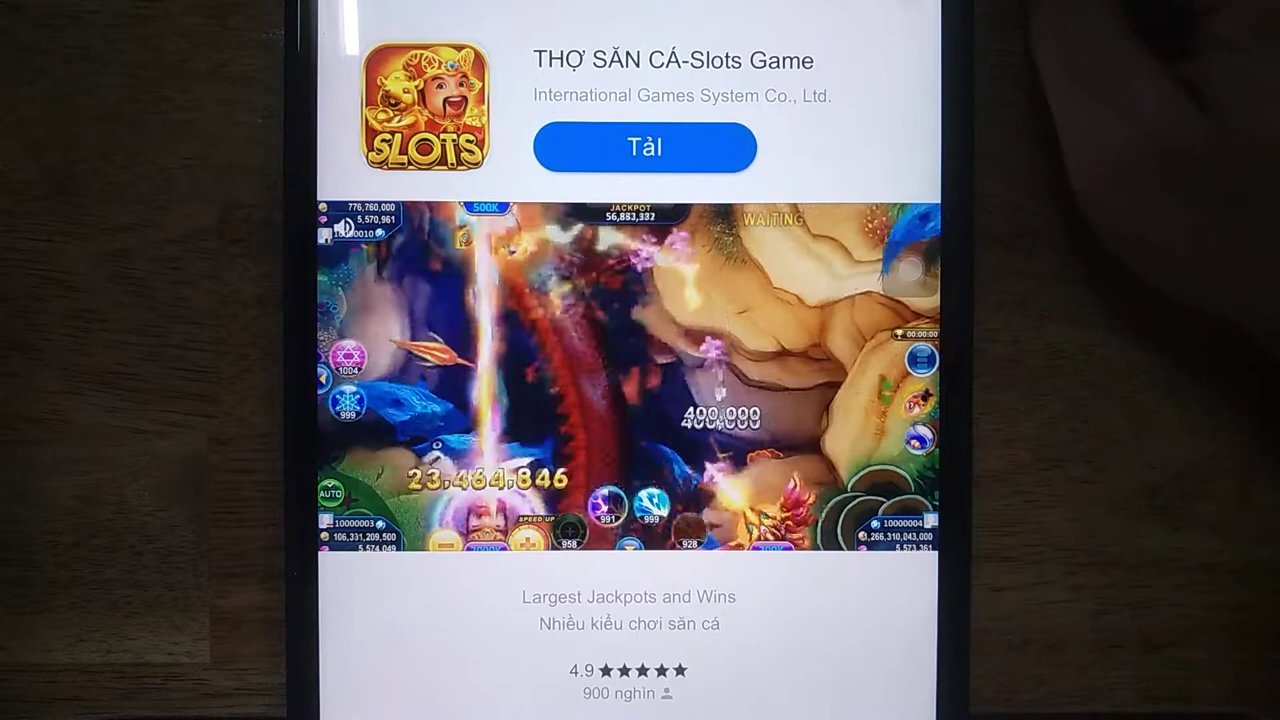 THỢ SĂN CÁ-Slots Game
International Games System Co., Ltd.
SLOTS
Tải
776,760,000
5,570,961
500K
JACKPOT
56,883,332
WAITING
00:00:00
1004
999
400,000
23,464,846
AUTO
SPEED UP
991
999
958
928
10000003
106,331,209,500
5,574,049
10000004
,266,310,043,000
5,573,361
Largest Jackpots and Wins
Nhiều kiểu chơi săn cá
4.9 ★★★★★
900 nghìn